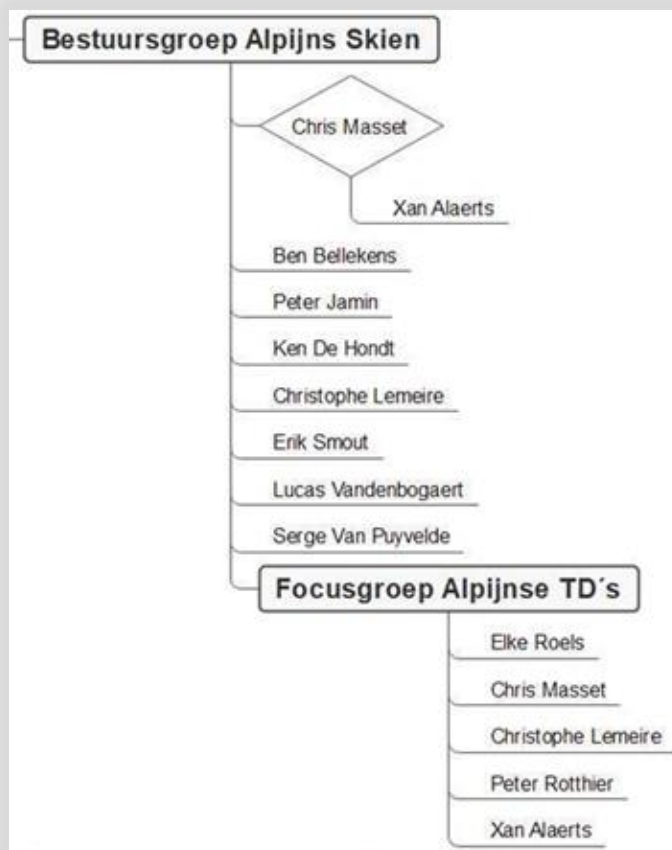 Bestuursgroep Alpijns Skien
Chris Masset
Xan Alaerts
Ben Bellekens
Peter Jamin
Ken De Hondt
Christophe Lemeire
Erik Smout
Lucas Vandenbogaert
Serge Van Puyvelde
Focusgroep Alpijnse TD´s
Elke Roels
Chris Masset
Christophe Lemeire
Peter Rotthier
Xan Alaerts